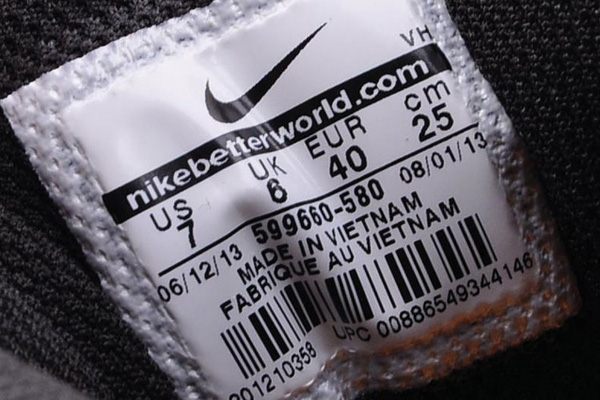 VH
nikebetterworld.com
US UK EUR cm
7 6 40 25
06/12/13 599660-580 08/01/13
MADE IN VIETNAM
FABRIQUE AU VIETNAM
UPC 00886549344146